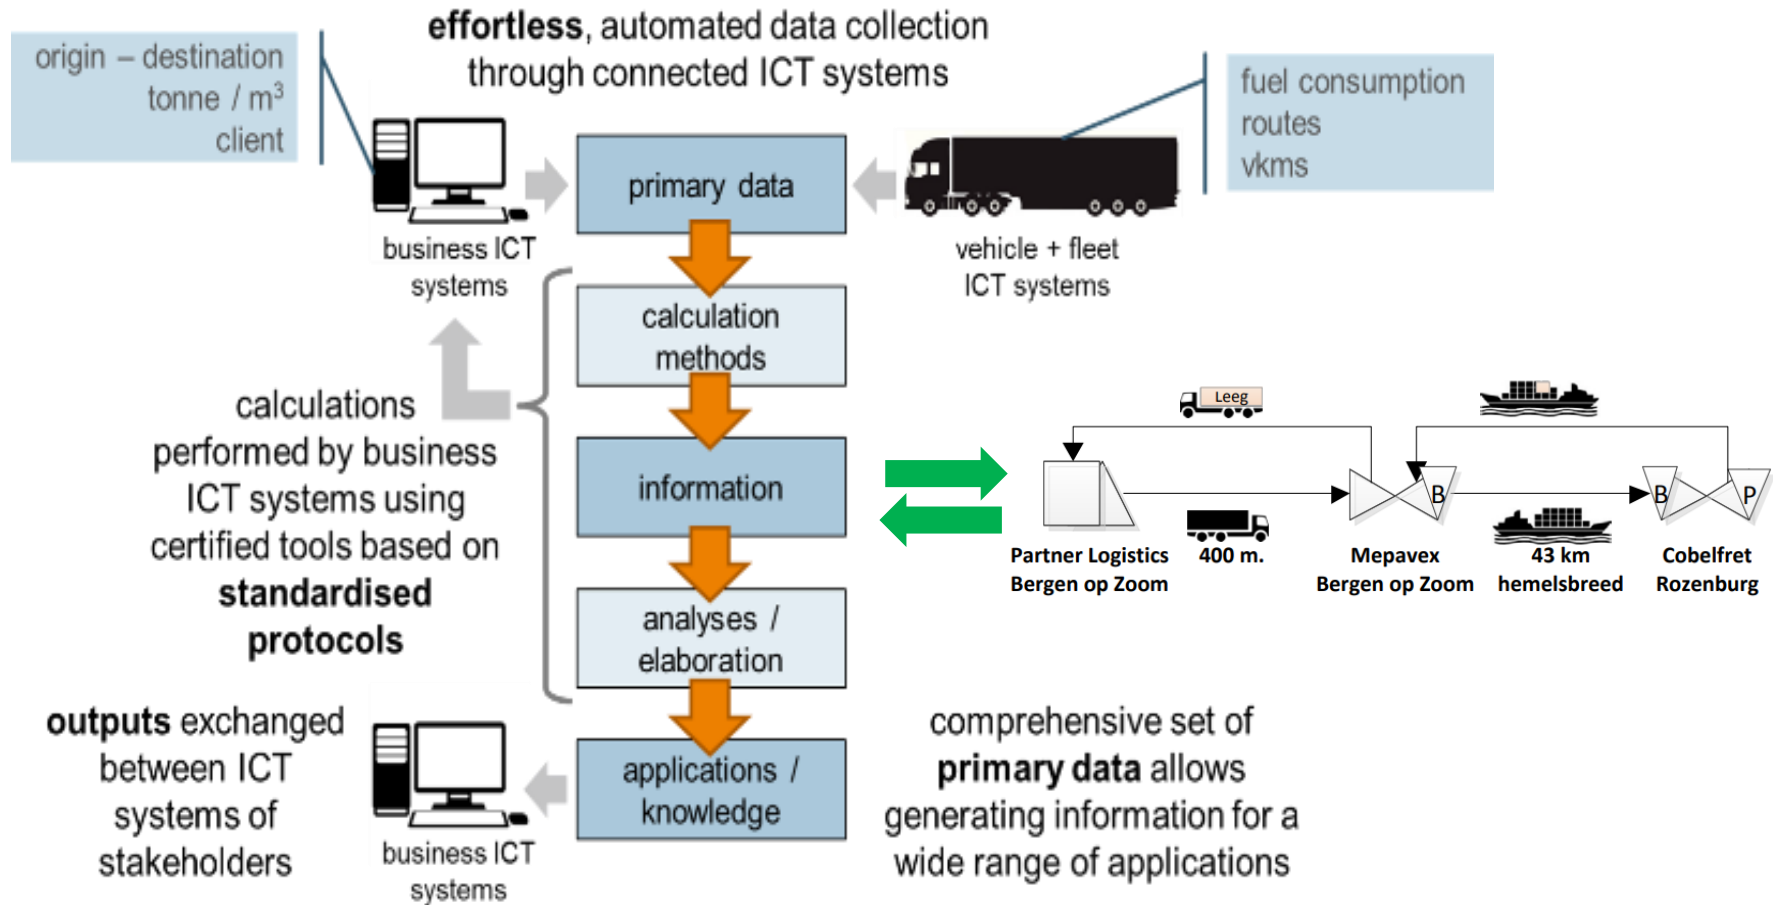 effortless, automated data collection
through connected ICT systems
origin – destination
tonne / m³
client
fuel consumption
routes
vkms
primary data
business ICT
systems
vehicle + fleet
ICT systems
calculation
methods
calculations
performed by business
ICT systems using
certified tools based on
standardised
protocols
information
Leeg
B
B
P
Partner Logistics
Bergen op Zoom
400 m.
Mepavex
Bergen op Zoom
43 km
hemelsbreed
Cobelfret
Rozenburg
analyses /
elaboration
outputs exchanged
between ICT
systems of
stakeholders
business ICT
systems
applications /
knowledge
comprehensive set of
primary data allows
generating information for a
wide range of applications